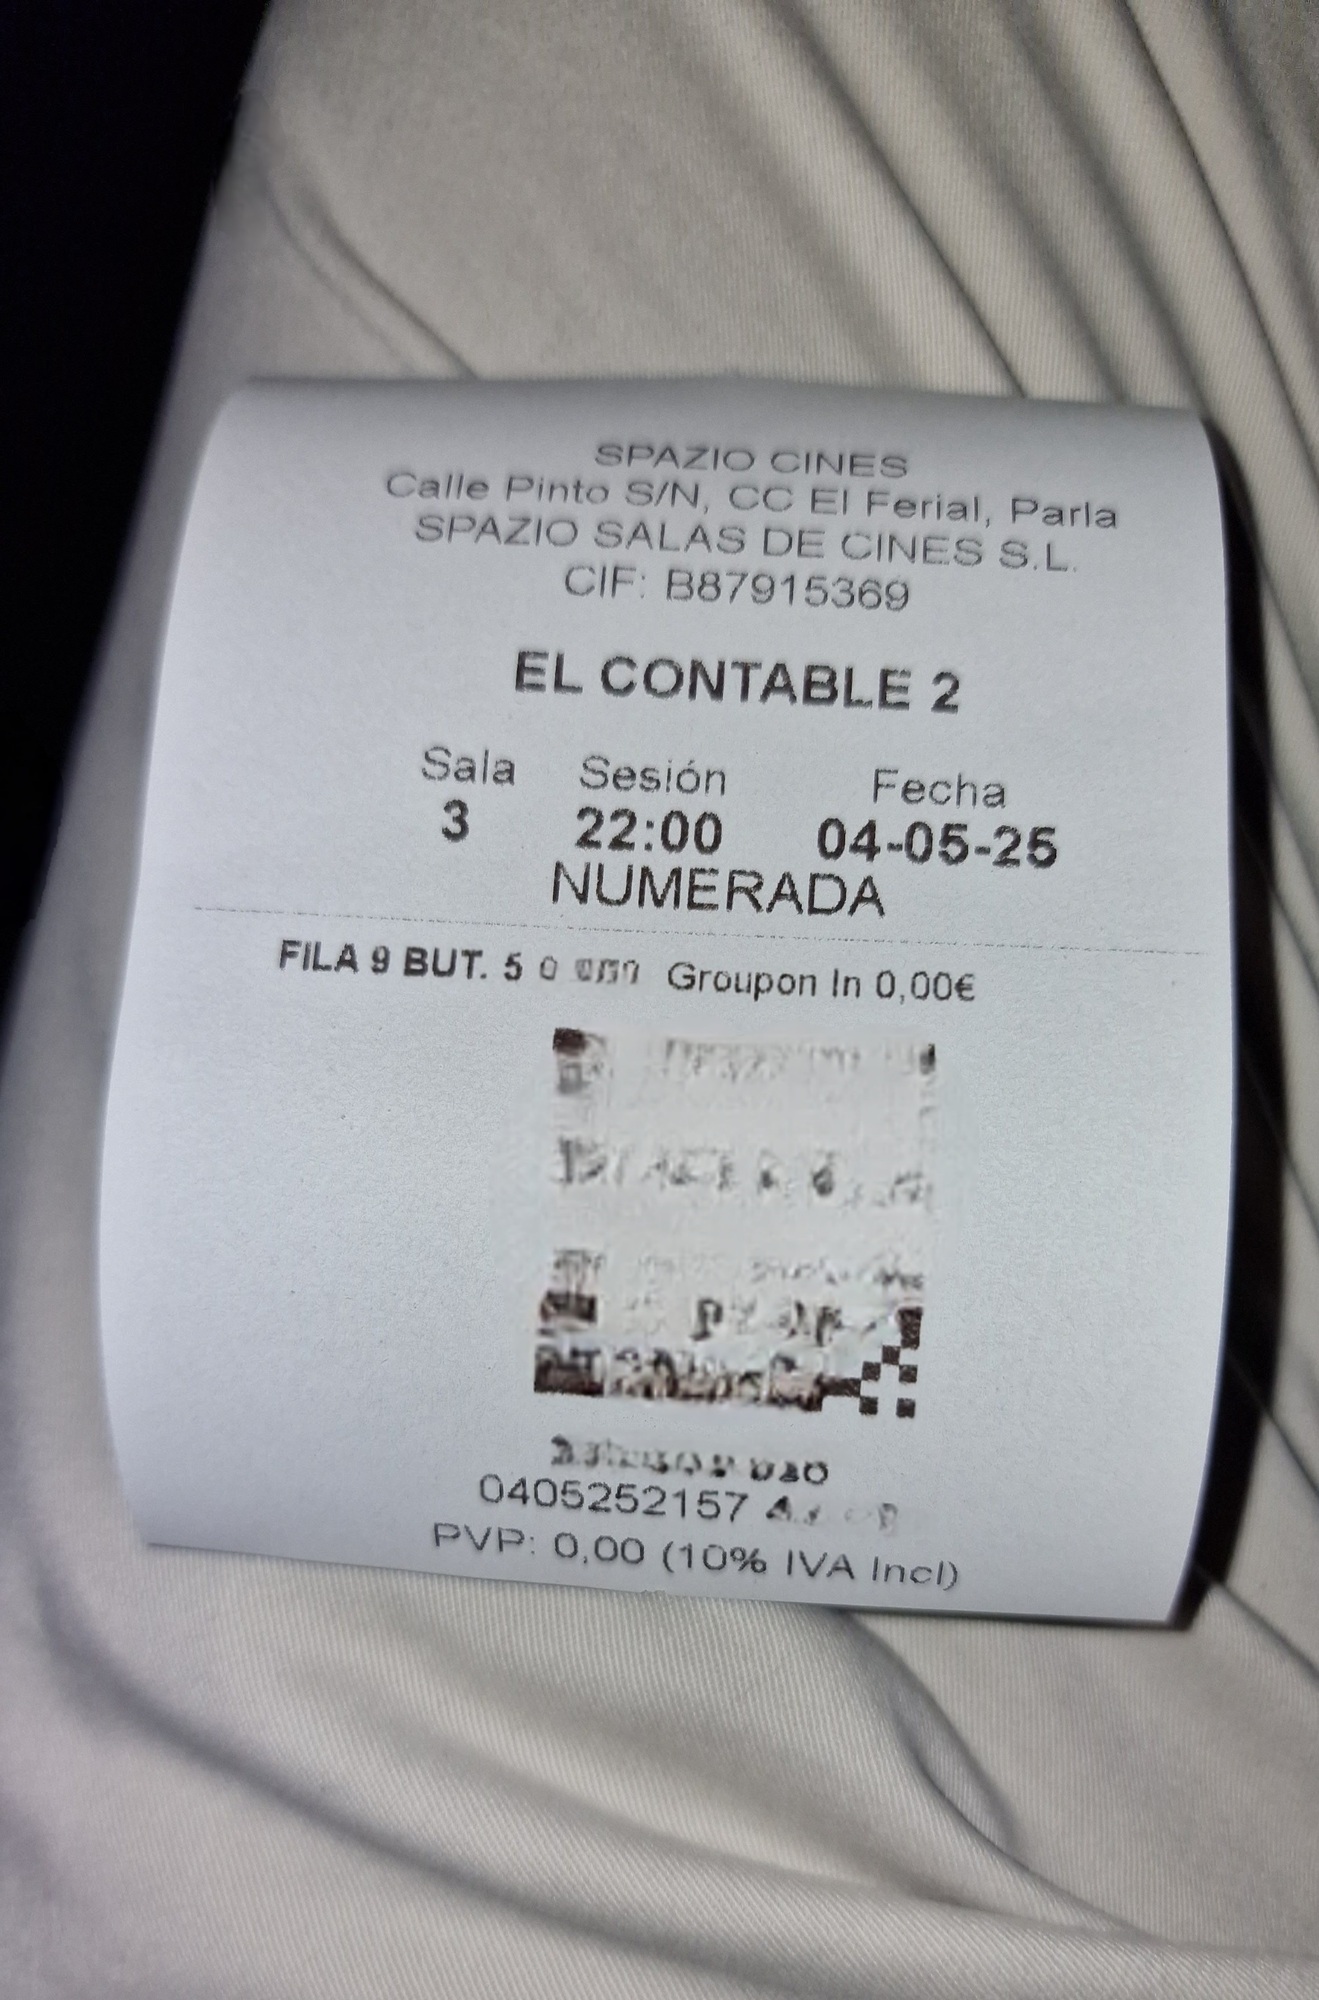 SPAZIO CINES
Calle Pinto S/N, CC El Ferial, Parla
SPAZIO SALAS DE CINES S.L.
CIF: B87915369
EL CONTABLE 2
Sala Sesión Fecha
3 22:00 04-05-25
NUMERADA
FILA 9 BUT. 5 Groupon In 0,00€
0405252157
PVP: 0,00 (10% IVA Incl)